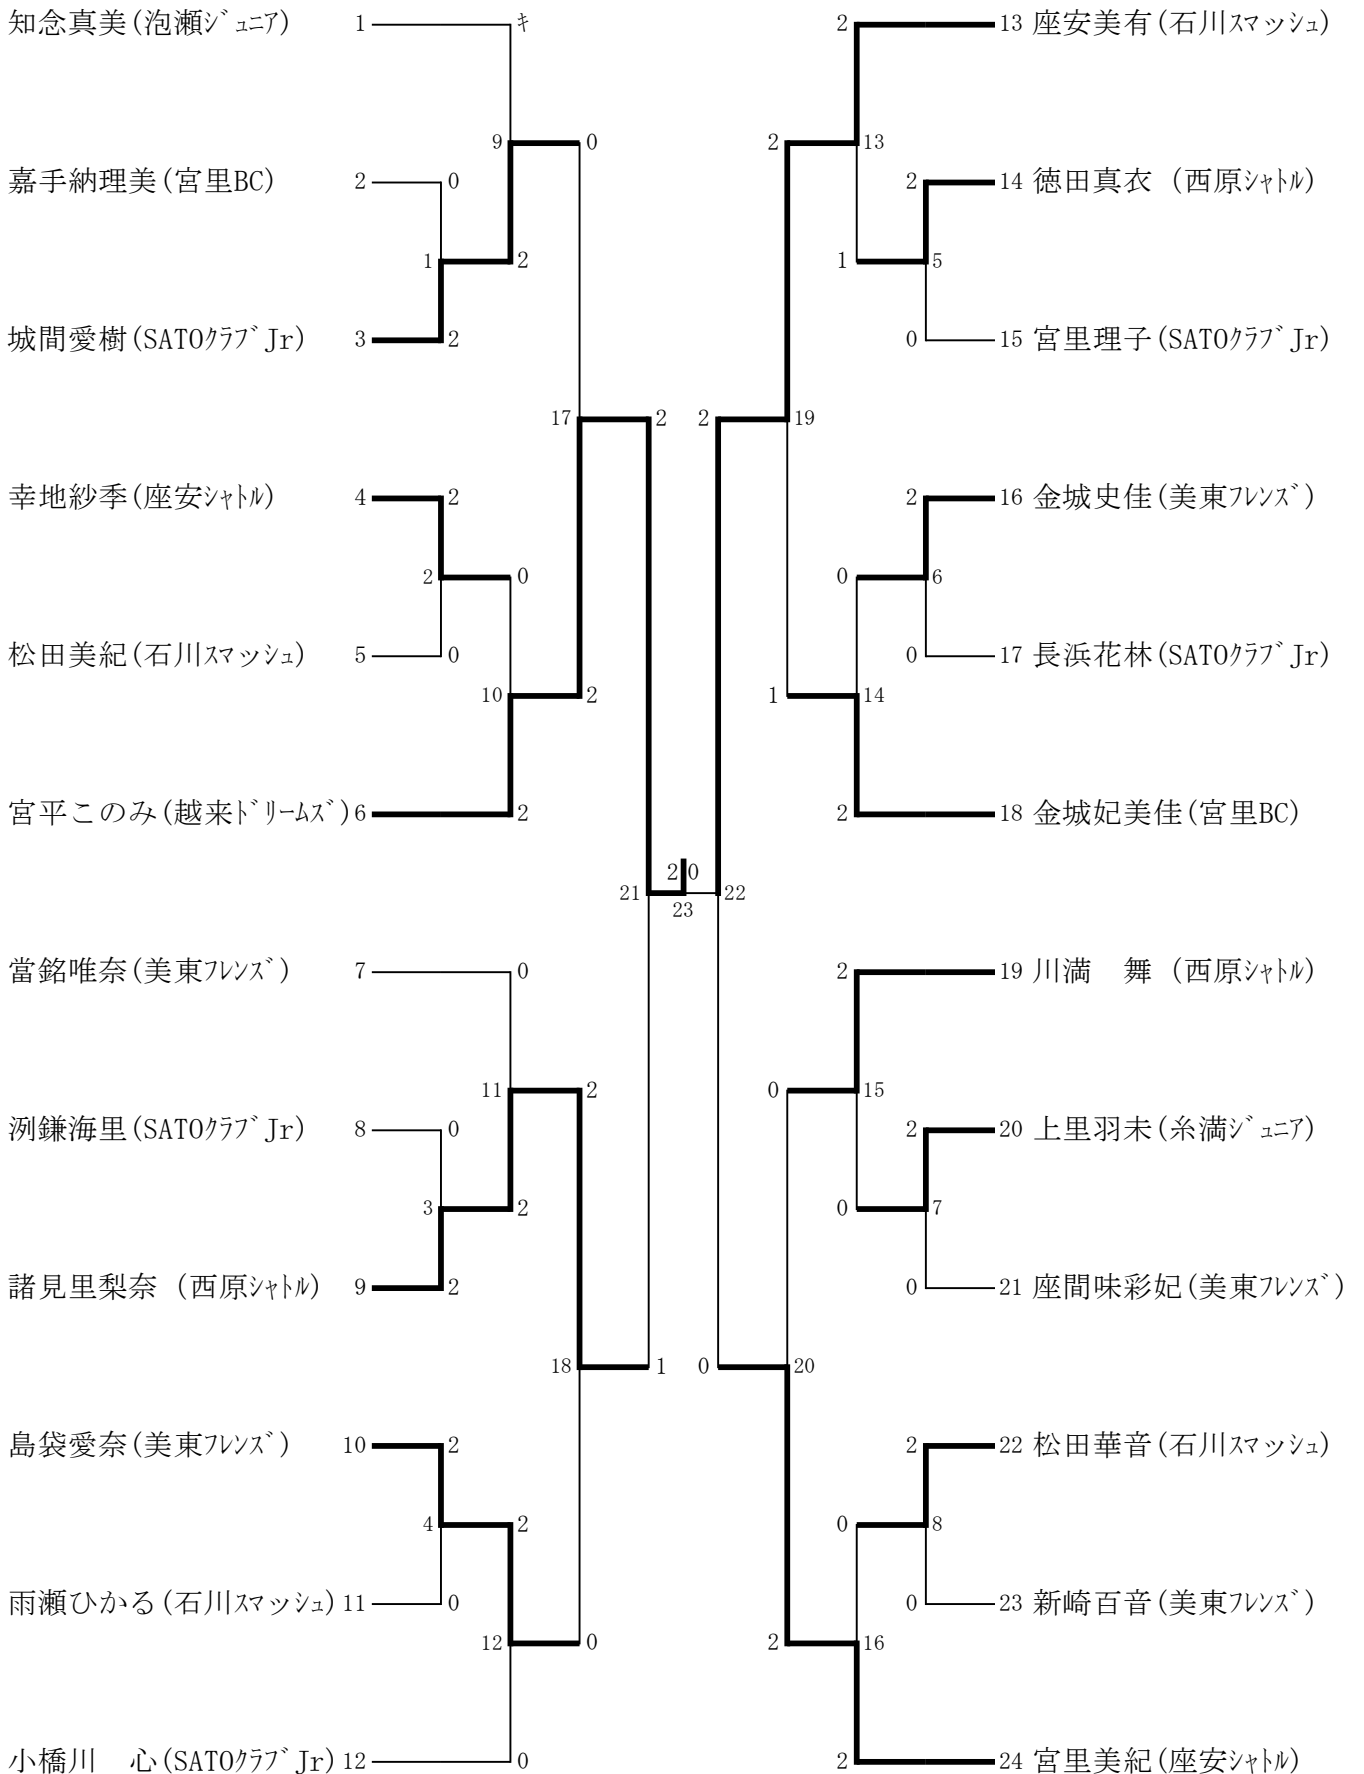 知念真美(泡瀬ｼﾞｭﾆｱ) 1 ｷ 2 13 座安美有(石川ｽﾏｯｼｭ)
9 0 2 13
嘉手納理美(宮里BC) 2 0 2 14 徳田真衣 (西原ｼｬﾄﾙ)
1 2 1 5
城間愛樹(SATOｸﾗﾌﾞJr) 3 2 0 15 宮里理子(SATOｸﾗﾌﾞJr)
17 2 2 19
幸地紗季(座安ｼｬﾄﾙ) 4 2 2 16 金城史佳(美東ﾌﾚﾝｽﾞ)
2 0 0 6
松田美紀(石川ｽﾏｯｼｭ) 5 0 0 17 長浜花林(SATOｸﾗﾌﾞJr)
10 2 1 14
宮平このみ(越来ﾄﾞﾘｰﾑｽﾞ) 6 2 2 18 金城妃美佳(宮里BC)
2 0
21 22
23
當銘唯奈(美東ﾌﾚﾝｽﾞ) 7 0 2 19 川満　舞 (西原ｼｬﾄﾙ)
11 2 0 15
洌鎌海里(SATOｸﾗﾌﾞJr) 8 0 2 20 上里羽未(糸満ｼﾞｭﾆｱ)
3 2 0 7
諸見里梨奈 (西原ｼｬﾄﾙ) 9 2 0 21 座間味彩妃(美東ﾌﾚﾝｽﾞ)
18 1 0 20
島袋愛奈(美東ﾌﾚﾝｽﾞ) 10 2 2 22 松田華音(石川ｽﾏｯｼｭ)
4 2 0 8
雨瀬ひかる(石川ｽﾏｯｼｭ) 11 0 0 23 新崎百音(美東ﾌﾚﾝｽﾞ)
12 0 2 16
小橋川　心(SATOｸﾗﾌﾞJr) 12 0 2 24 宮里美紀(座安ｼｬﾄﾙ)